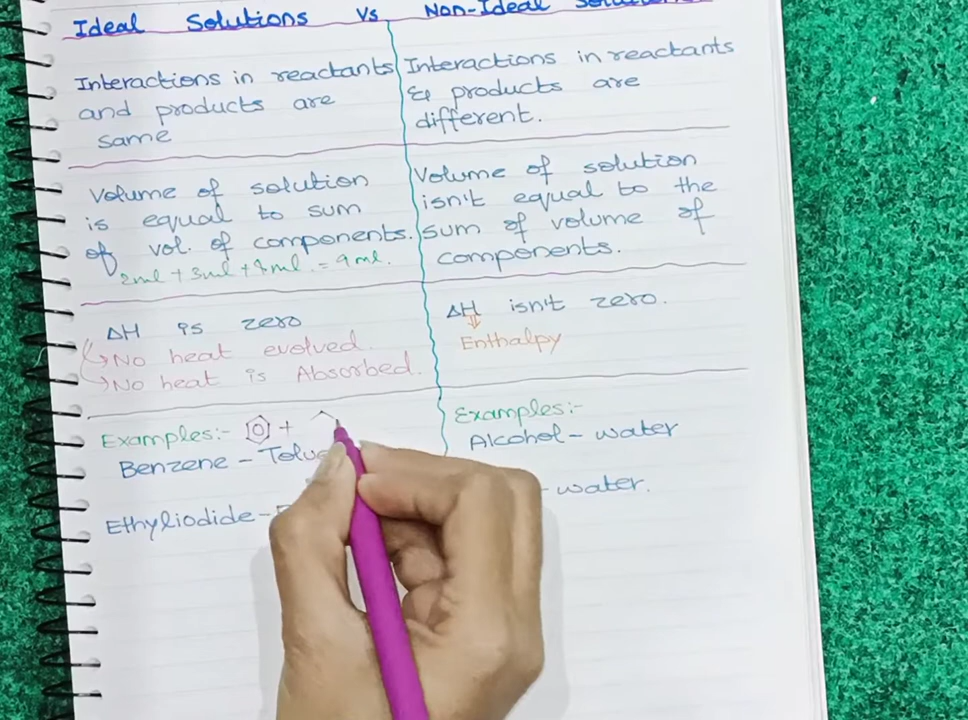 Ideal Solutions Vs Non-Ideal
Interactions in reactants
and products are
same
Interactions in reactants
& products are
different.
Volume of solution
is equal to sum
of vol. of components.
2ml + 3ml + 4ml = 9ml.
Volume of solution
isn't equal to the
sum of volume of
components.
ΔH is zero
No heat evolved.
No heat is Absorbed.
ΔH isn't zero.
Enthalpy
Examples:- +
Benzene - Tolu
Ethyliodide -
Examples:-
Alcohol - water
- water.